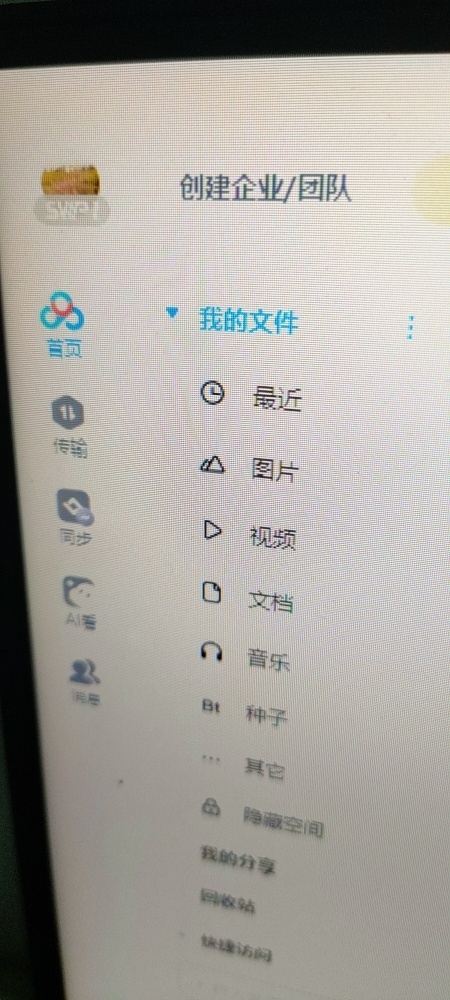 创建企业/团队
SVIP I
首页
传输
同步
AI看
消息
我的文件
最近
图片
视频
文档
音乐
Bt 种子
其它
隐藏空间
我的分享
回收站
快捷访问